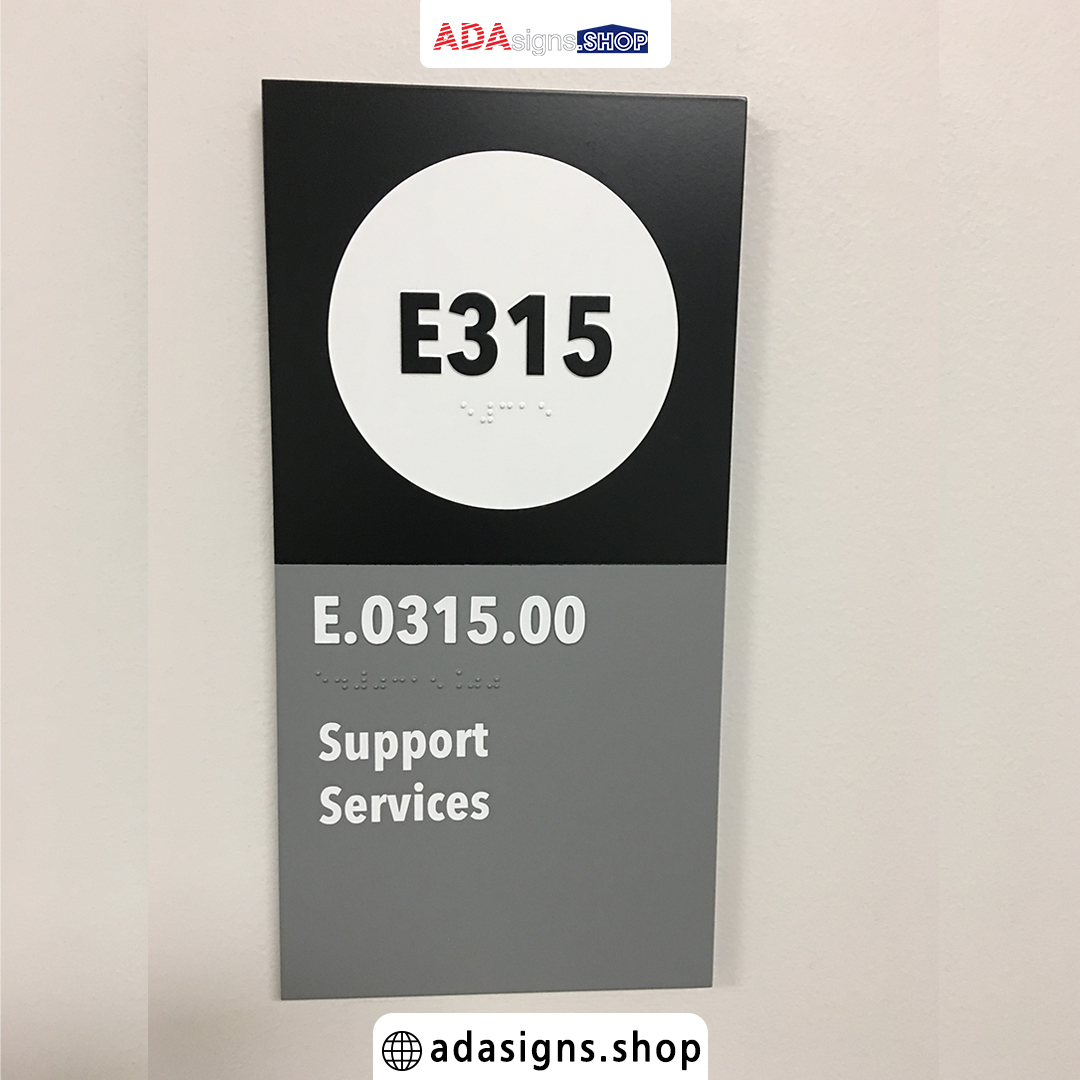 ADAsigns.SHOP
E315
⠑⠼⠉⠁⠑
E.0315.00
Support
Services
adasigns.shop